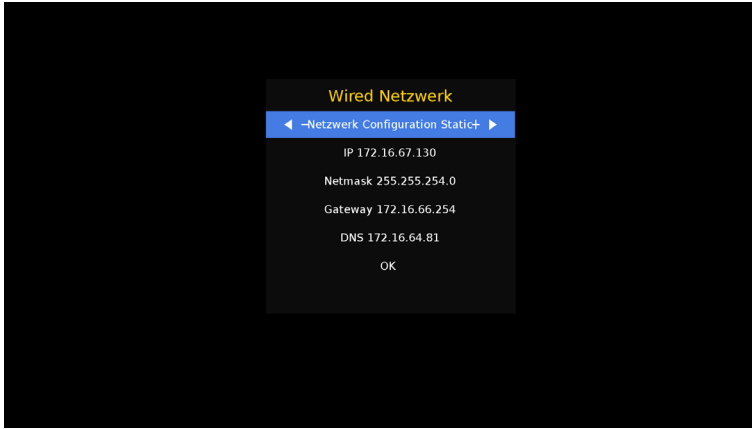 Wired Netzwerk
−Netzwerk Configuration Static+
IP 172.16.67.130
Netmask 255.255.254.0
Gateway 172.16.66.254
DNS 172.16.64.81
OK